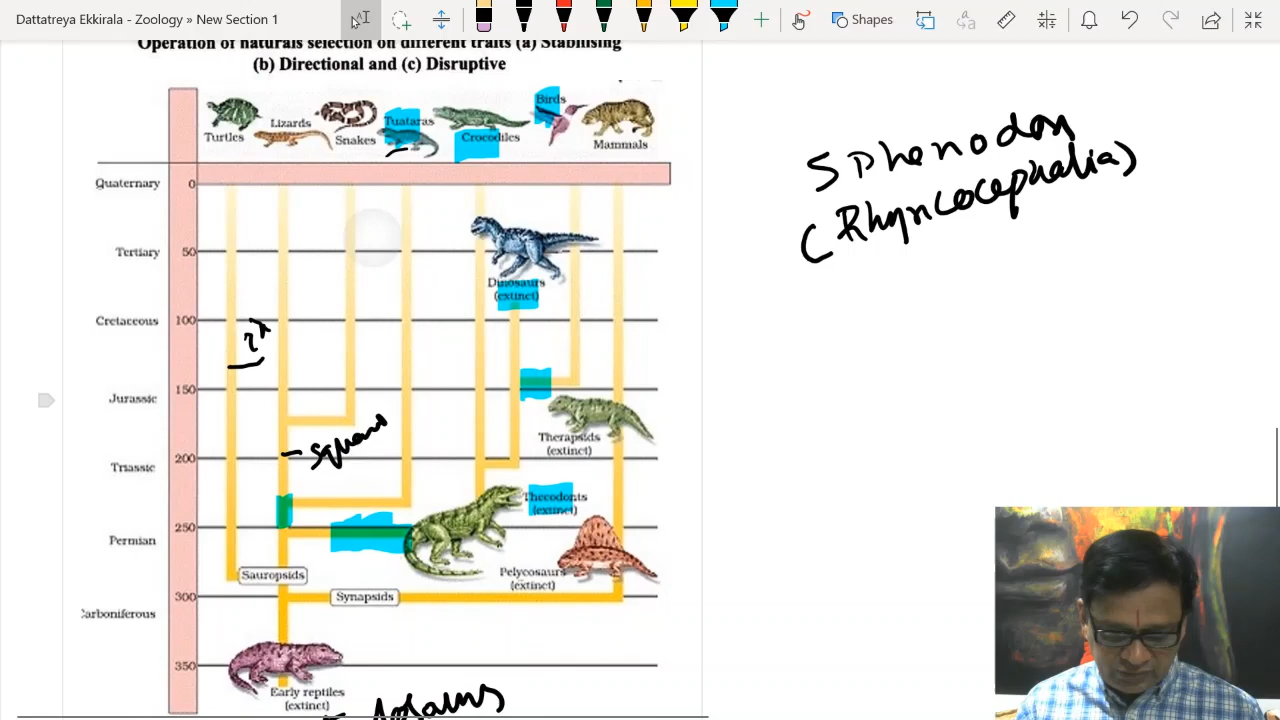 Dattatreya Ekkirala - Zoology » New Section 1
Shapes
Operation of naturals selection on different traits (a) Stabilising
(b) Directional and (c) Disruptive
Turtles
Lizards
Snakes
Tuataras
Crocodiles
Birds
Mammals
Quaternary 0
Tertiary 50
Cretaceous 100
Jurassic 150
Triassic 200
Permian 250
300
Carboniferous
350
Dinosaurs
(extinct)
Therapsids
(extinct)
Thecodonts
(extinct)
Pelycosaurs
(extinct)
Sauropsids
Synapsids
Early reptiles
(extinct)
Sphenodon
(Rhyncocephalia)